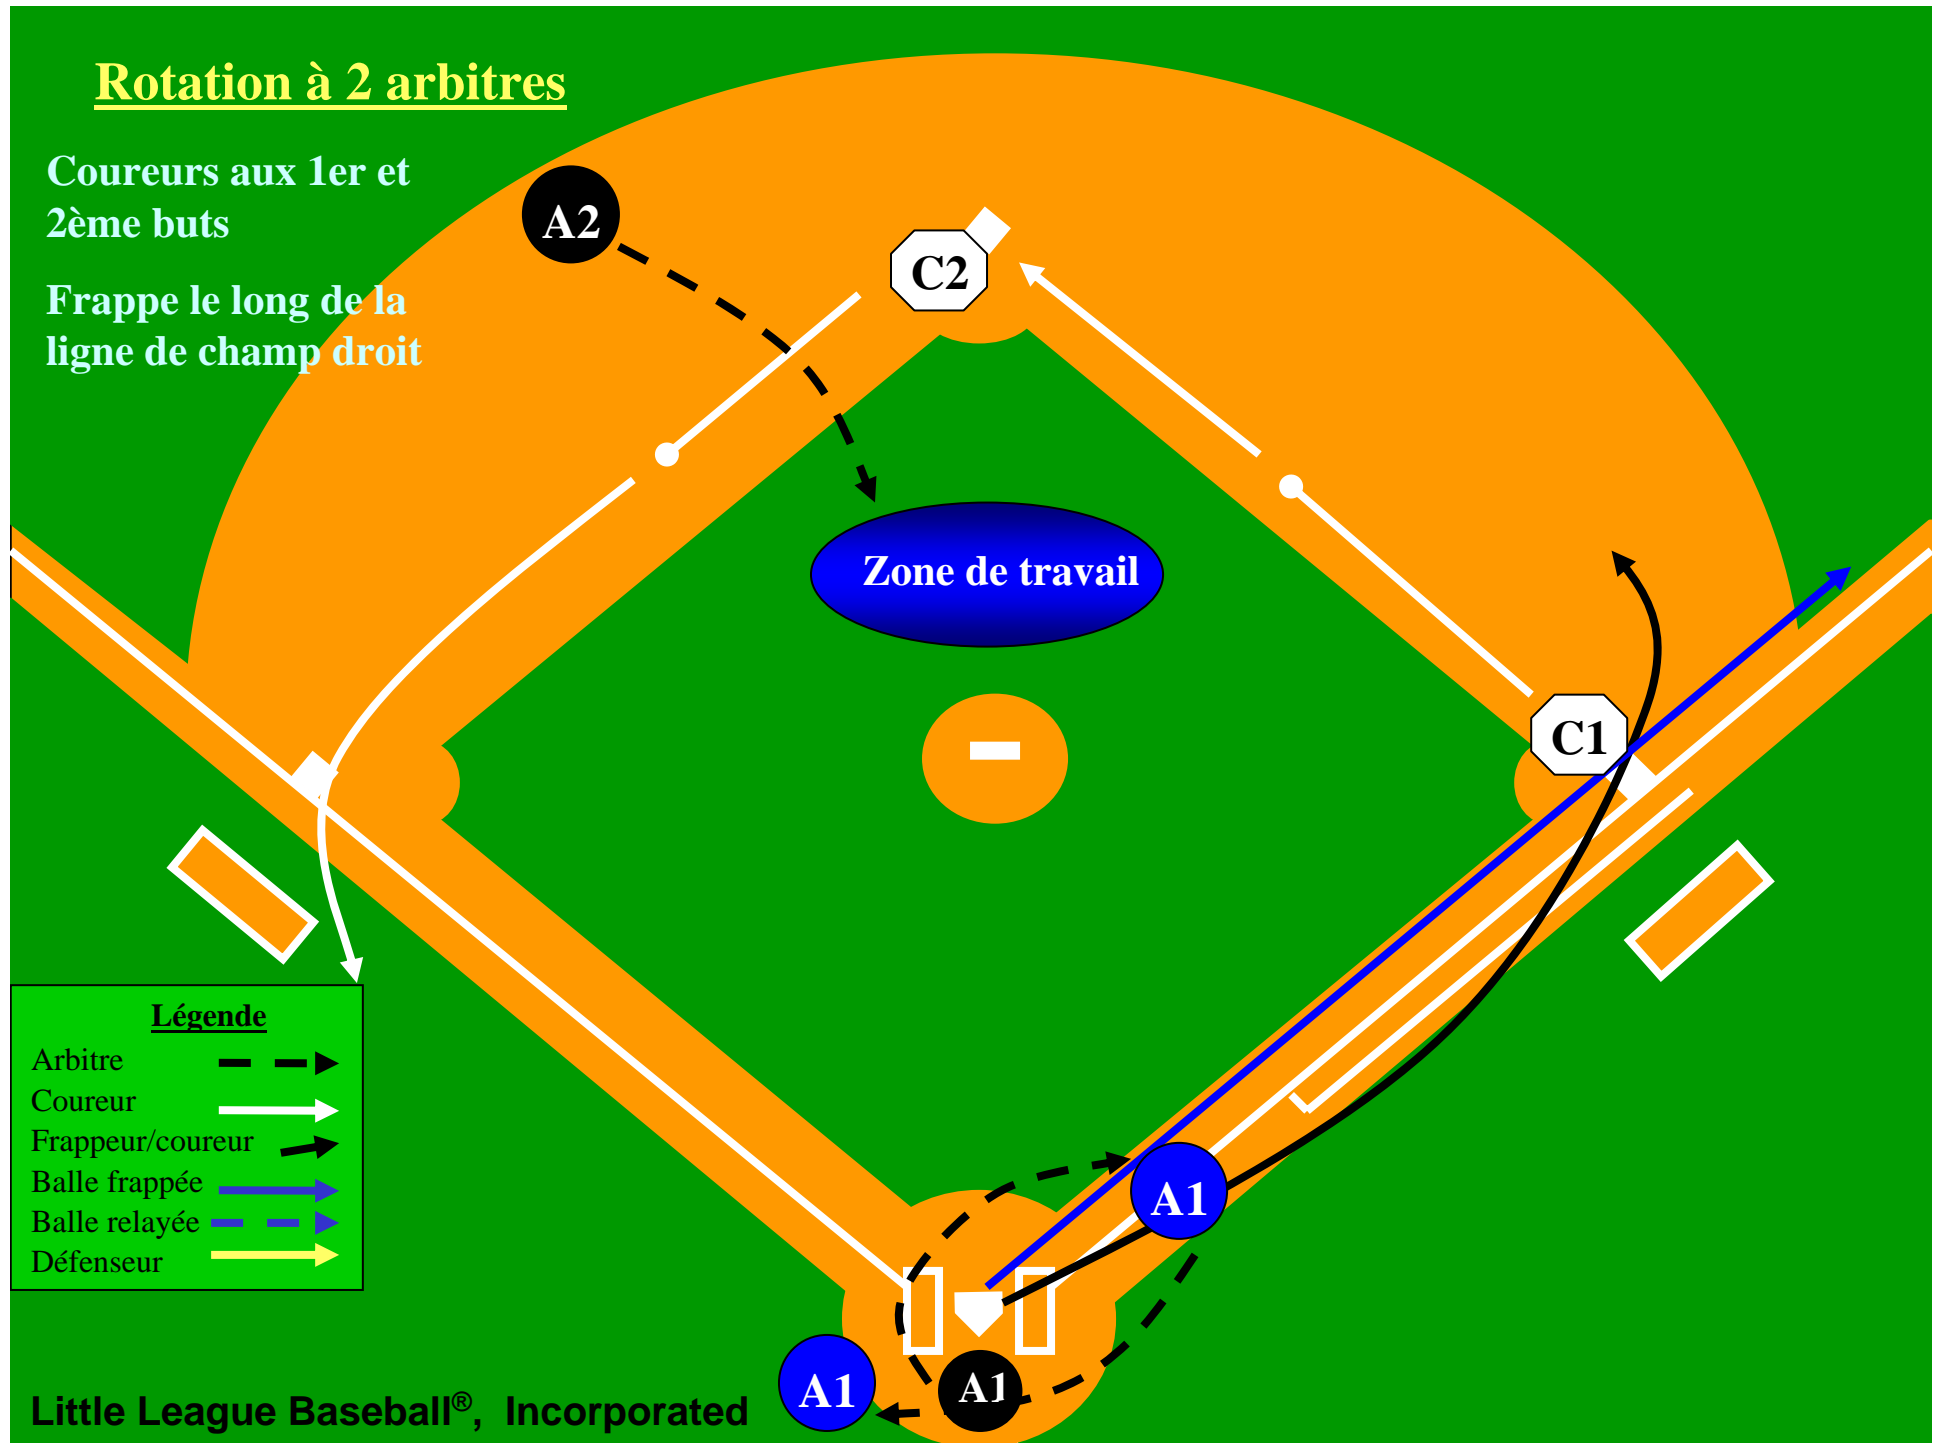 Rotation à 2 arbitres
Coureurs aux 1er et
2ème buts
Frappe le long de la
ligne de champ droit
A2
C2
Zone de travail
C1
Légende
Arbitre
Coureur
Frappeur/coureur
Balle frappée
Balle relayée
Défenseur
A1
A1
A1
Little League Baseball®, Incorporated